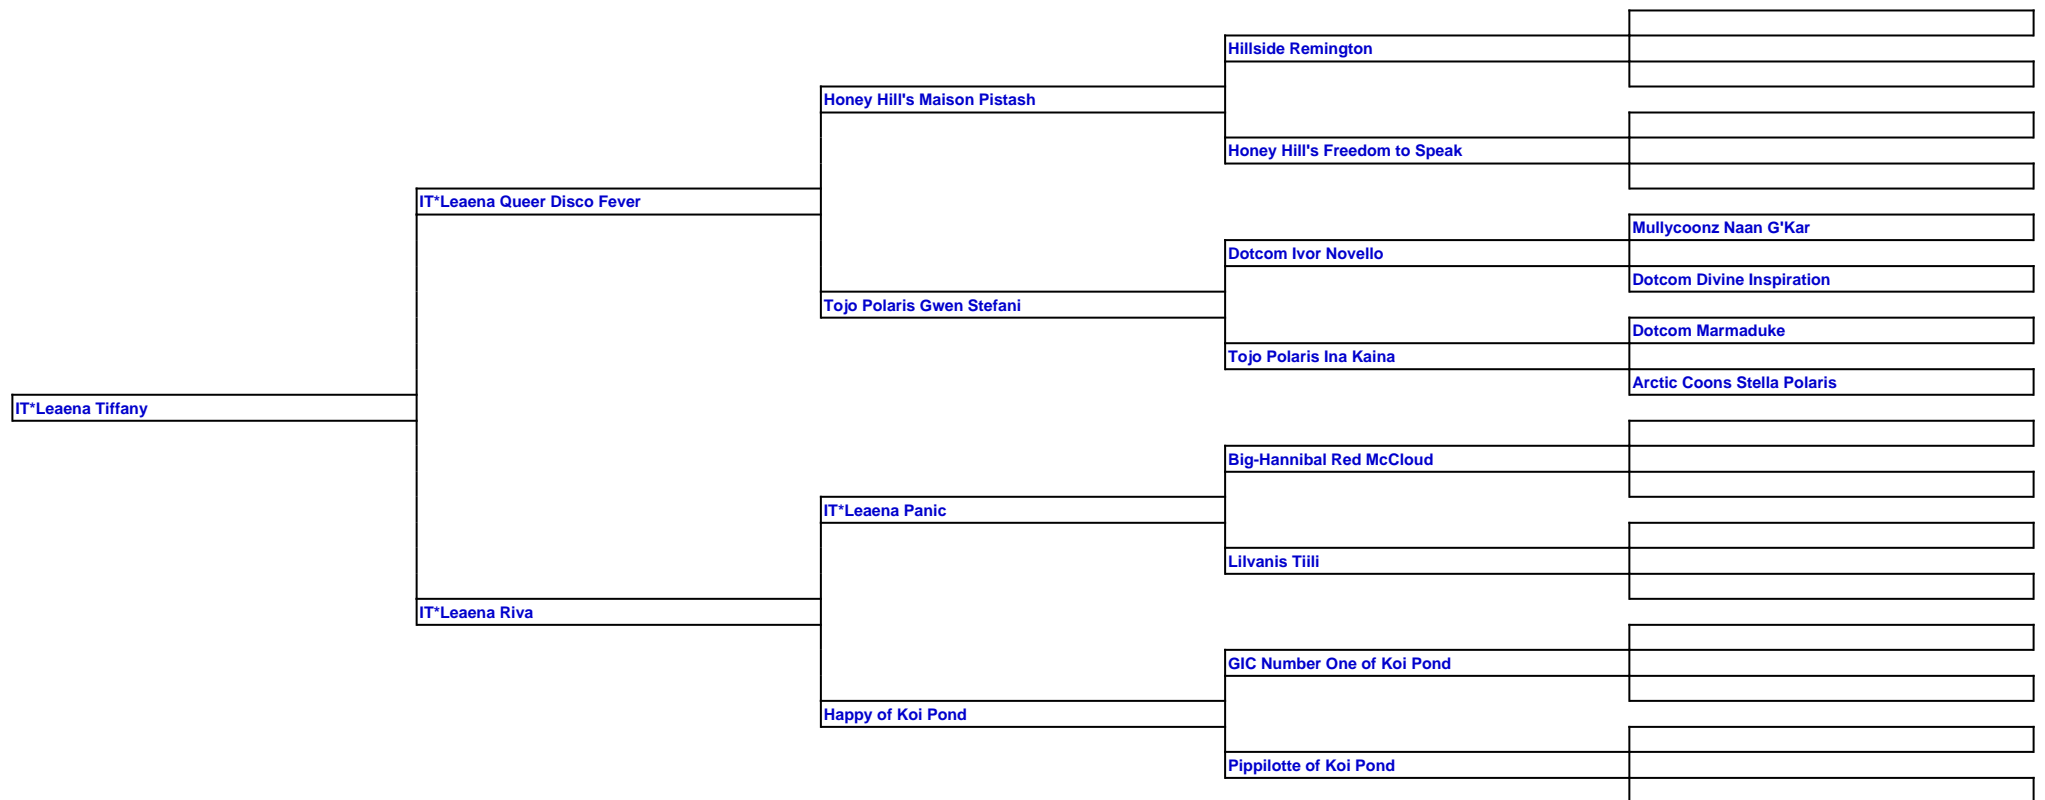 Hillside Remington
Honey Hill's Maison Pistash
Honey Hill's Freedom to Speak
IT*Leaena Queer Disco Fever
Mullycoonz Naan G'Kar
Dotcom Ivor Novello
Dotcom Divine Inspiration
Tojo Polaris Gwen Stefani
Dotcom Marmaduke
Tojo Polaris Ina Kaina
Arctic Coons Stella Polaris
IT*Leaena Tiffany
Big-Hannibal Red McCloud
IT*Leaena Panic
Lilvanis Tiili
IT*Leaena Riva
GIC Number One of Koi Pond
Happy of Koi Pond
Pippilotte of Koi Pond